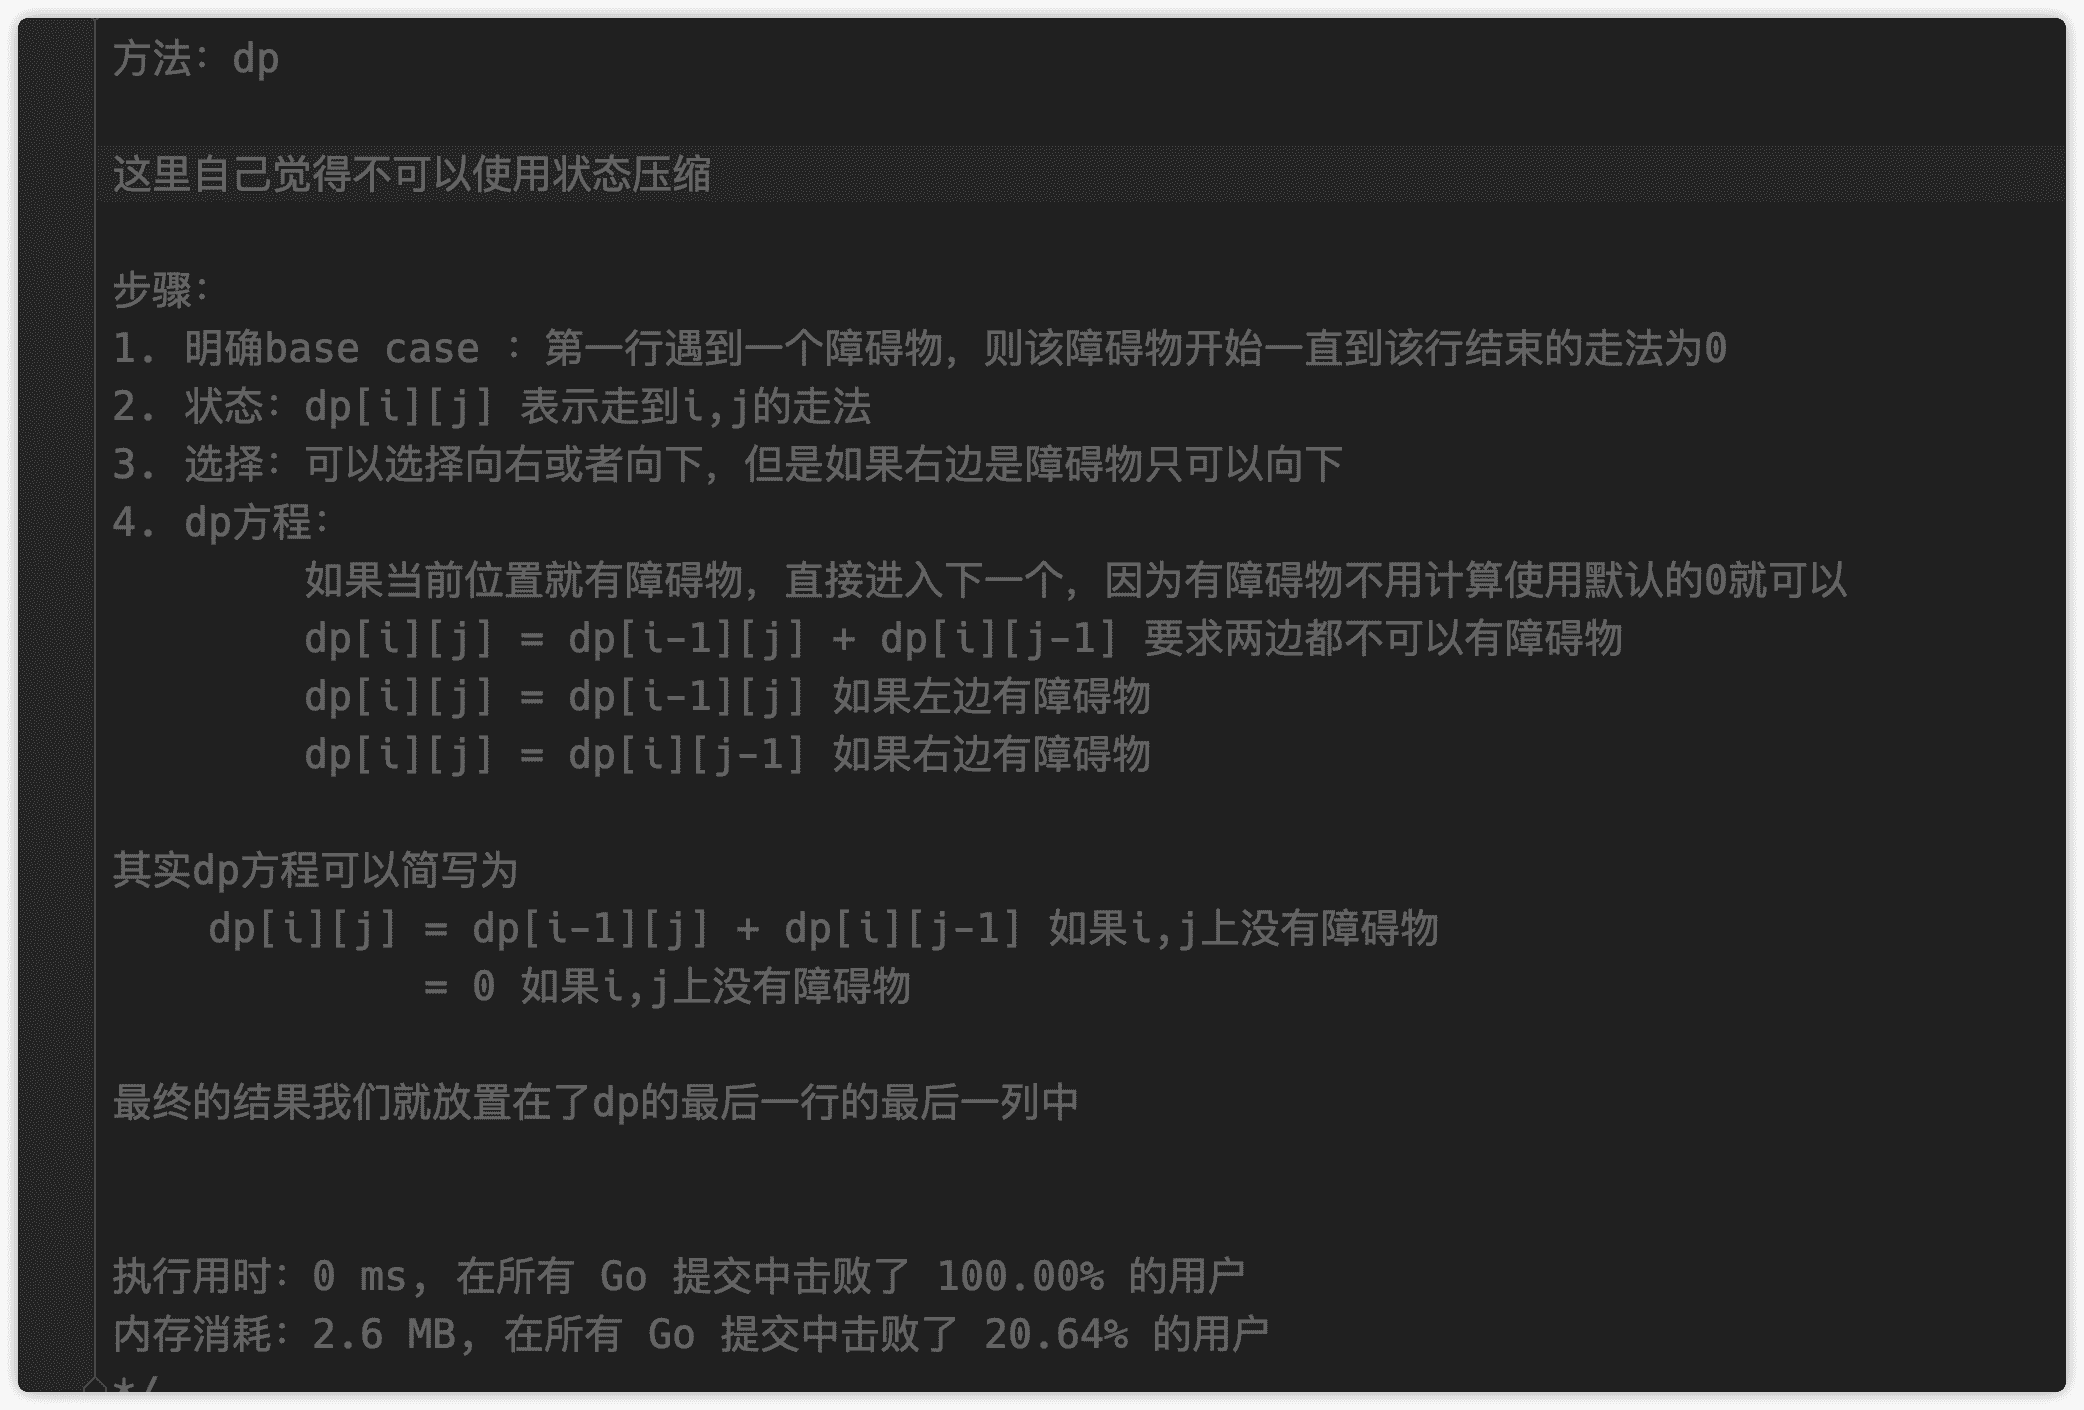 方法：dp
这里自己觉得不可以使用状态压缩
步骤：
1. 明确base case ：第一行遇到一个障碍物，则该障碍物开始一直到该行结束的走法为0
2. 状态：dp[i][j] 表示走到i,j的走法
3. 选择：可以选择向右或者向下，但是如果右边是障碍物只可以向下
4. dp方程：
如果当前位置就有障碍物，直接进入下一个，因为有障碍物不用计算使用默认的0就可以
dp[i][j] = dp[i-1][j] + dp[i][j-1] 要求两边都不可以有障碍物
dp[i][j] = dp[i-1][j] 如果左边有障碍物
dp[i][j] = dp[i][j-1] 如果右边有障碍物
其实dp方程可以简写为
dp[i][j] = dp[i-1][j] + dp[i][j-1] 如果i,j上没有障碍物
= 0 如果i,j上没有障碍物
最终的结果我们就放置在了dp的最后一行的最后一列中
执行用时：0 ms, 在所有 Go 提交中击败了 100.00% 的用户
内存消耗：2.6 MB, 在所有 Go 提交中击败了 20.64% 的用户
*/